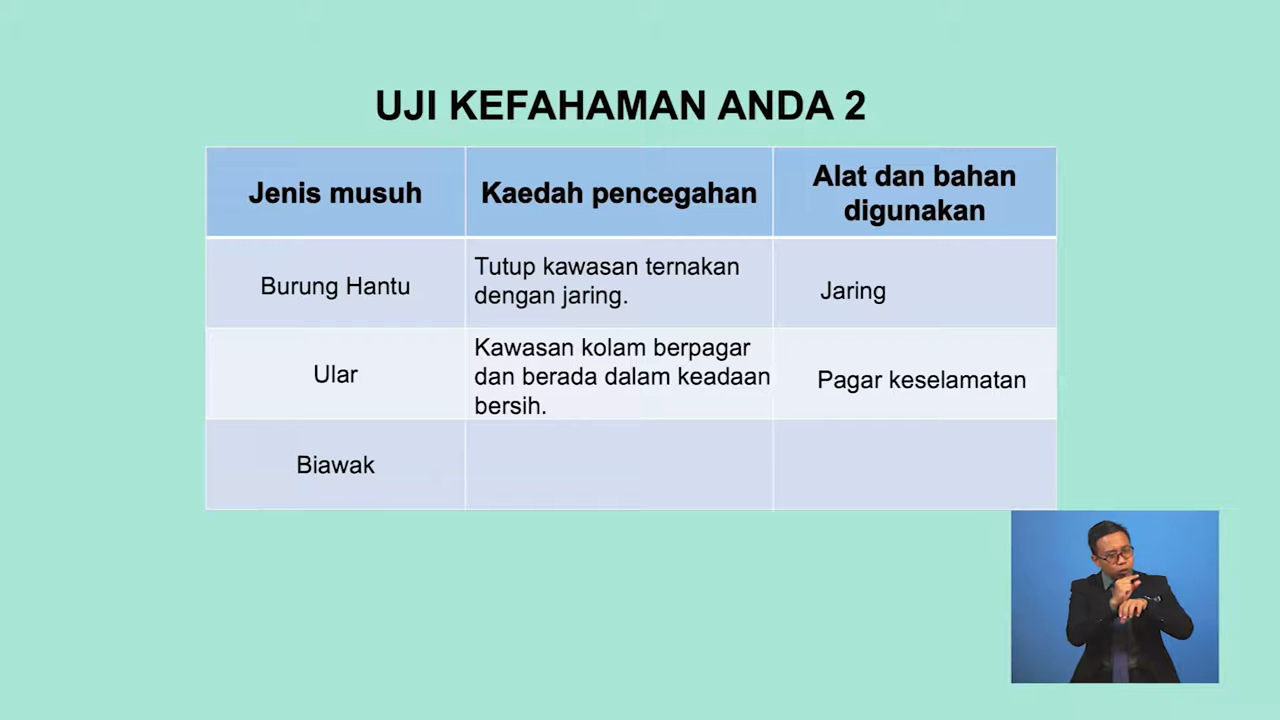 UJI KEFAHAMAN ANDA 2
Jenis musuh
Kaedah pencegahan
Alat dan bahan
digunakan
Burung Hantu
Tutup kawasan ternakan
dengan jaring.
Jaring
Ular
Kawasan kolam berpagar
dan berada dalam keadaan
bersih.
Pagar keselamatan
Biawak